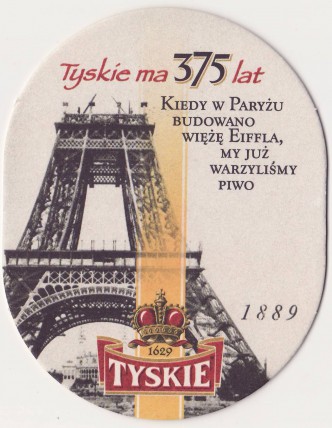 Tyskie ma 375 lat
KIEDY W PARYŻU
BUDOWANO
WIEŻĘ EIFFLA,
MY JUŻ
WARZYLIŚMY
PIWO
1889
1629
TYSKIE